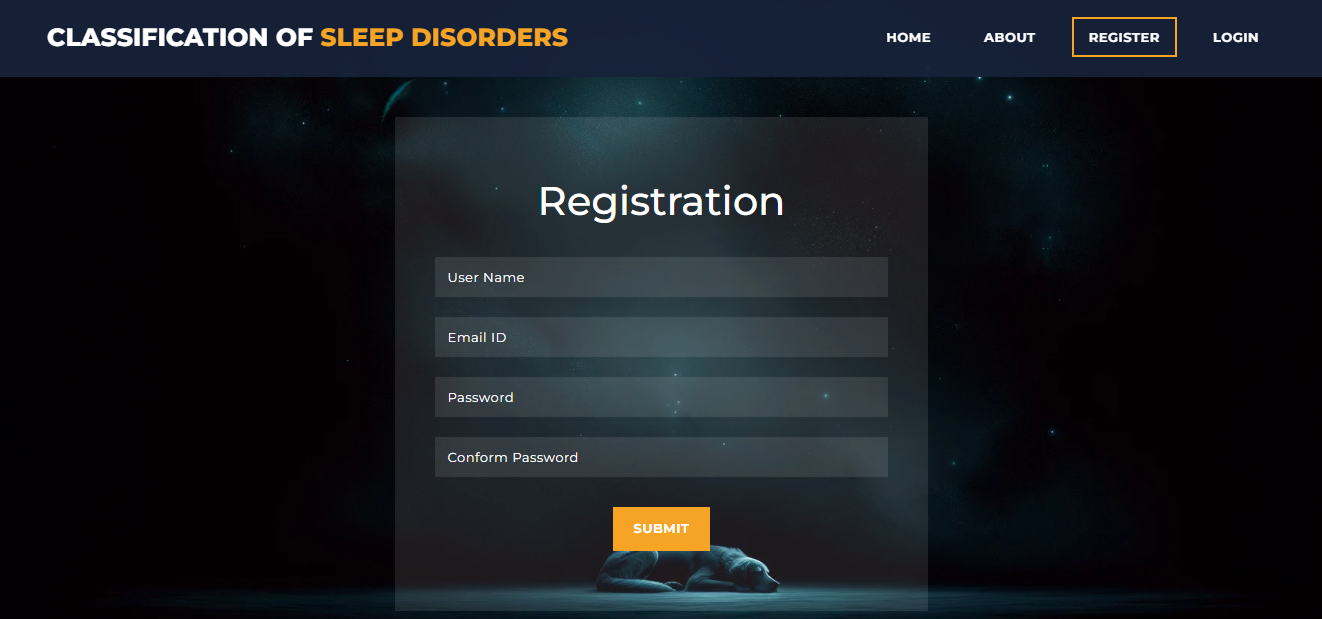 CLASSIFICATION OF SLEEP DISORDERS
HOME ABOUT REGISTER LOGIN
Registration
User Name
Email ID
Password
Conform Password
SUBMIT